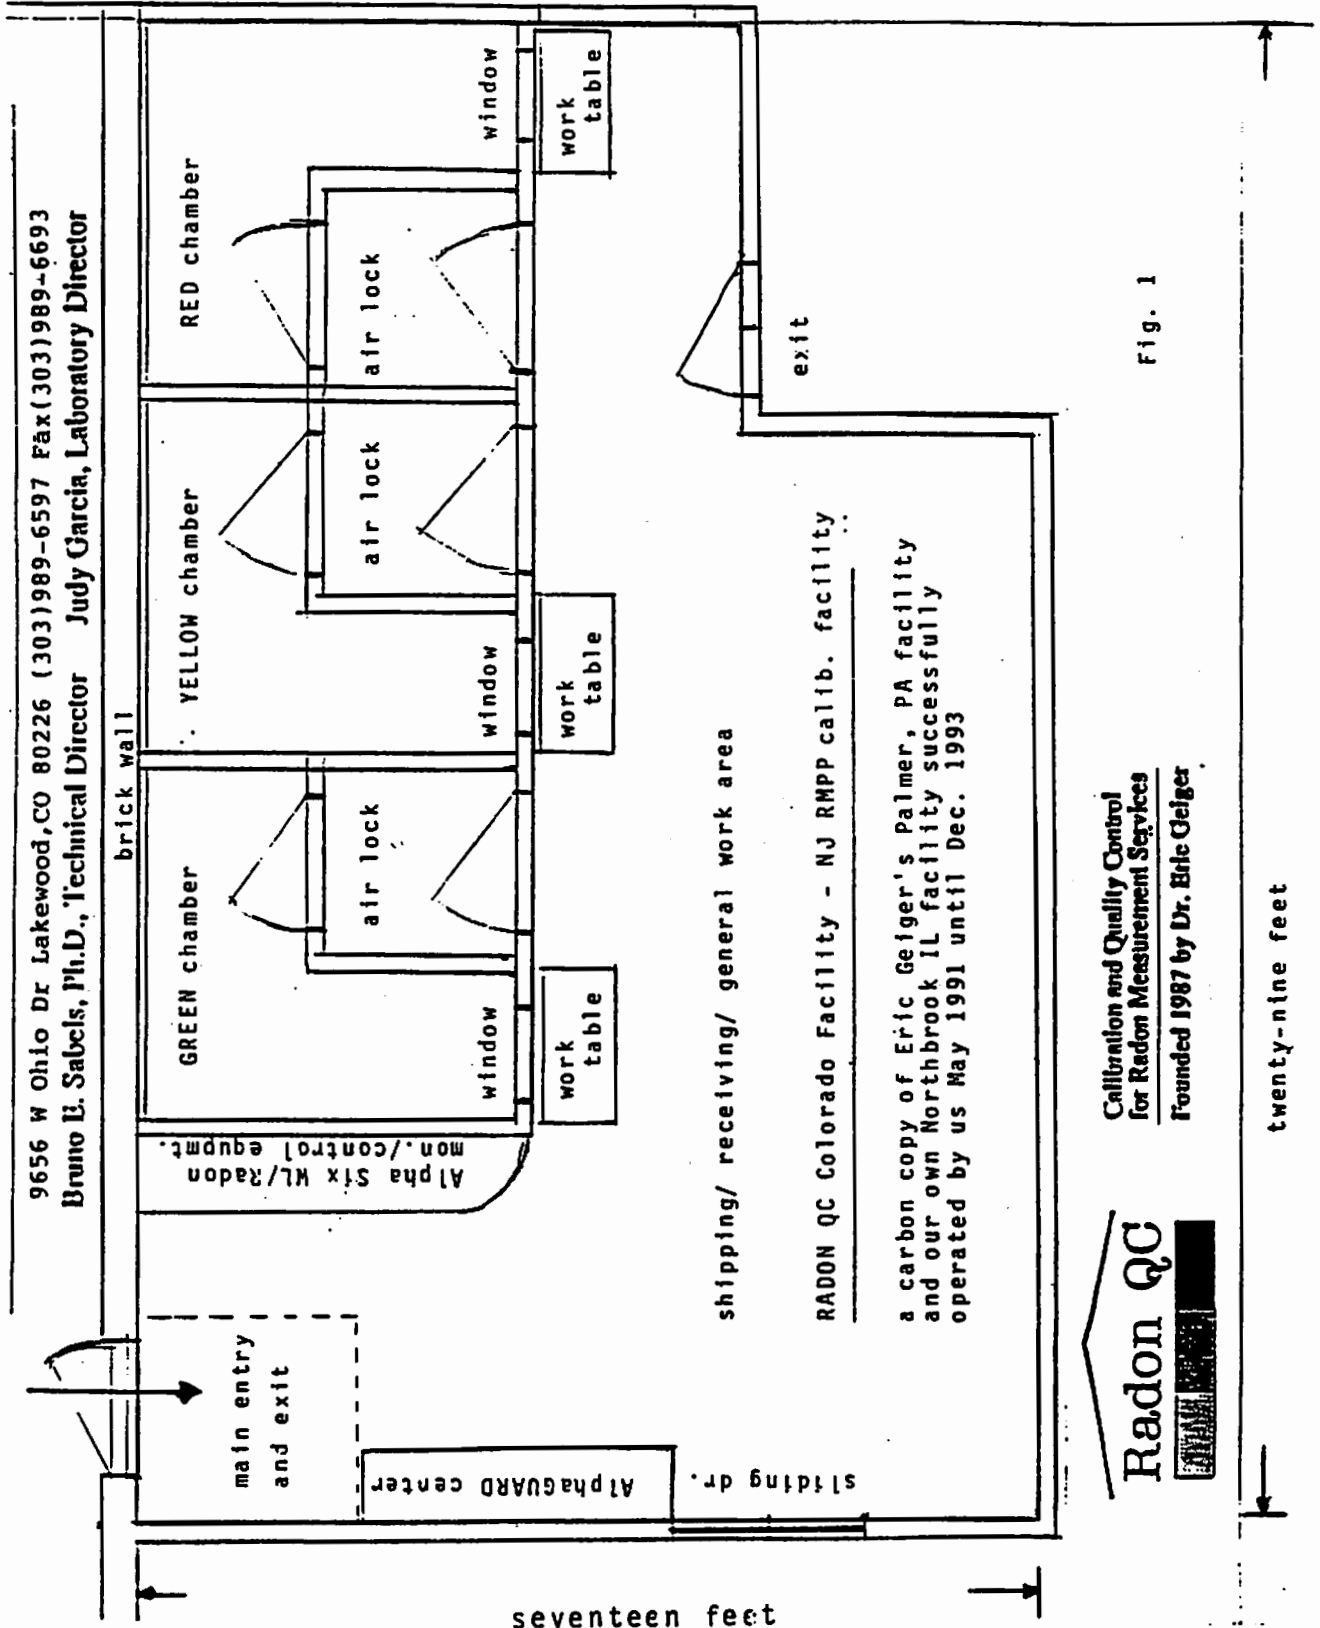 9656 W Ohio Dr Lakewood,CO 80226 (303)989-6597 Fax(303)989-6693
Bruno E. Sabels, Ph.D., Technical Director Judy Garcia, Laboratory Director
brick wall
main entry
and exit
Alpha Six WL/Radon
mon./control equpmt.
GREEN chamber
YELLOW chamber
RED chamber
air lock
air lock
air lock
window
window
window
work
table
work
table
work
table
AlphaGUARD center
sliding dr.
exit
shipping/ receiving/ general work area
RADON QC Colorado Facility - NJ RMPP calib. facility
a carbon copy of Eric Geiger's Palmer, PA facility
and our own Northbrook IL facility successfully
operated by us May 1991 until Dec. 1993
Fig. 1
Radon QC
Calibration and Quality Control
for Radon Measurement Services
Founded 1987 by Dr. Eric Geiger
twenty-nine feet
seventeen feet